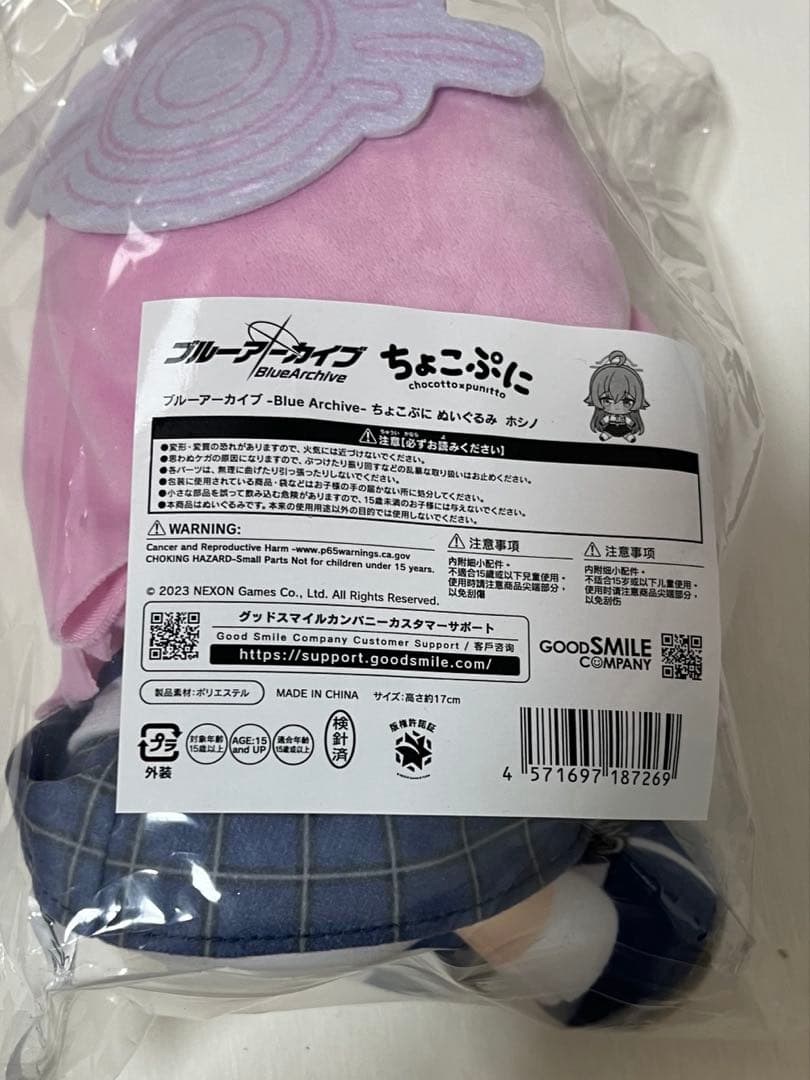 ブルーアーカイブ
BlueArchive
ちょこぷに
chocotto×punitto
ブルーアーカイブ -Blue Archive- ちょこぷに ぬいぐるみ ホシノ
ちゅうい かなら よ
⚠注意【必ずお読みください】
●変形・変質の恐れがありますので、火気には近づけないでください。
●思わぬケガの原因になりますので、ぶつけたり振り回すなどの乱暴な取り扱いはお止めください。
●各パーツは、無理に曲げたり引っ張ったりしないでください。
●包装に使用されている商品・袋などはお子様の手の届かない所に処分してください。
●小さな部品を誤って飲み込む危険がありますので、15歳未満のお子様には与えないでください。
●本商品はぬいぐるみです。本来の使用用途以外の目的では使用しないでください。
⚠ WARNING:
Cancer and Reproductive Harm -www.p65warnings.ca.gov
CHOKING HAZARD-Small Parts Not for children under 15 years.
⚠ 注意事項
內附細小配件。
不適合15歲或以下兒童使用。
使用時請注意商品尖端部分，
以免刮傷
⚠ 注意事项
内附细小配件。
不适合15岁或以下儿童使用。
使用时请注意商品尖端部分，
以免刮伤
© 2023 NEXON Games Co., Ltd. All Rights Reserved.
グッドスマイルカンパニーカスタマーサポート
Good Smile Company Customer Support / 客戶咨询
https://support.goodsmile.com/
GOODSMILE
COMPANY
製品素材:ポリエステル
MADE IN CHINA
サイズ:高さ約17cm
プラ
外装
対象年齢
15歳以上
AGE:15
and UP
適合年齡
15歲或以上
検針済
版権許諾証
4 571697 187269